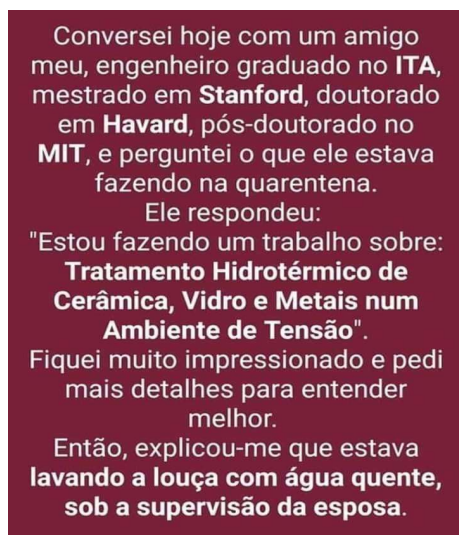 Conversei hoje com um amigo
meu, engenheiro graduado no ITA,
mestrado em Stanford, doutorado
em Havard, pós-doutorado no
MIT, e perguntei o que ele estava
fazendo na quarentena.
Ele respondeu:
"Estou fazendo um trabalho sobre:
Tratamento Hidrotérmico de
Cerâmica, Vidro e Metais num
Ambiente de Tensão".
Fiquei muito impressionado e pedi
mais detalhes para entender
melhor.
Então, explicou-me que estava
lavando a louça com água quente,
sob a supervisão da esposa.